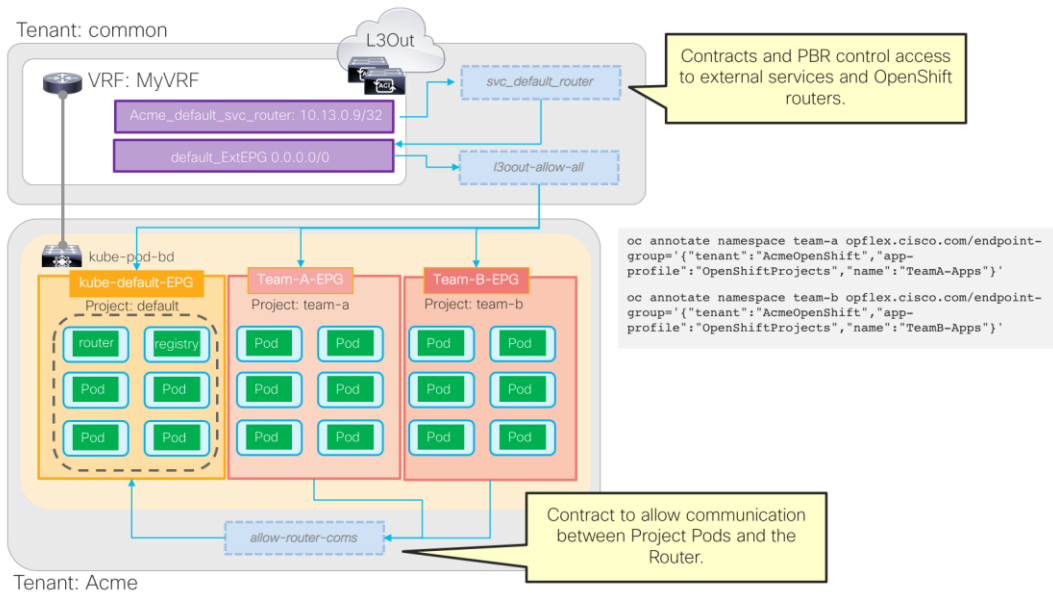 Tenant: common
L3Out
ACI
VRF: MyVRF
Acme_default_svc_router: 10.13.0.9/32
default_ExtEPG 0.0.0.0/0
svc_default_router
l3oout-allow-all
Contracts and PBR control access
to external services and OpenShift
routers.
kube-pod-bd
kube-default-EPG
Project: default
router
registry
Pod
Pod
Pod
Pod
Team-A-EPG
Project: team-a
Pod
Pod
Pod
Pod
Pod
Pod
Team-B-EPG
Project: team-b
Pod
Pod
Pod
Pod
Pod
Pod
oc annotate namespace team-a opflex.cisco.com/endpoint-
group='{"tenant":"AcmeOpenShift","app-
profile":"OpenShiftProjects","name":"TeamA-Apps"}'
oc annotate namespace team-b opflex.cisco.com/endpoint-
group='{"tenant":"AcmeOpenShift","app-
profile":"OpenShiftProjects","name":"TeamB-Apps"}'
allow-router-coms
Contract to allow communication
between Project Pods and the
Router.
Tenant: Acme